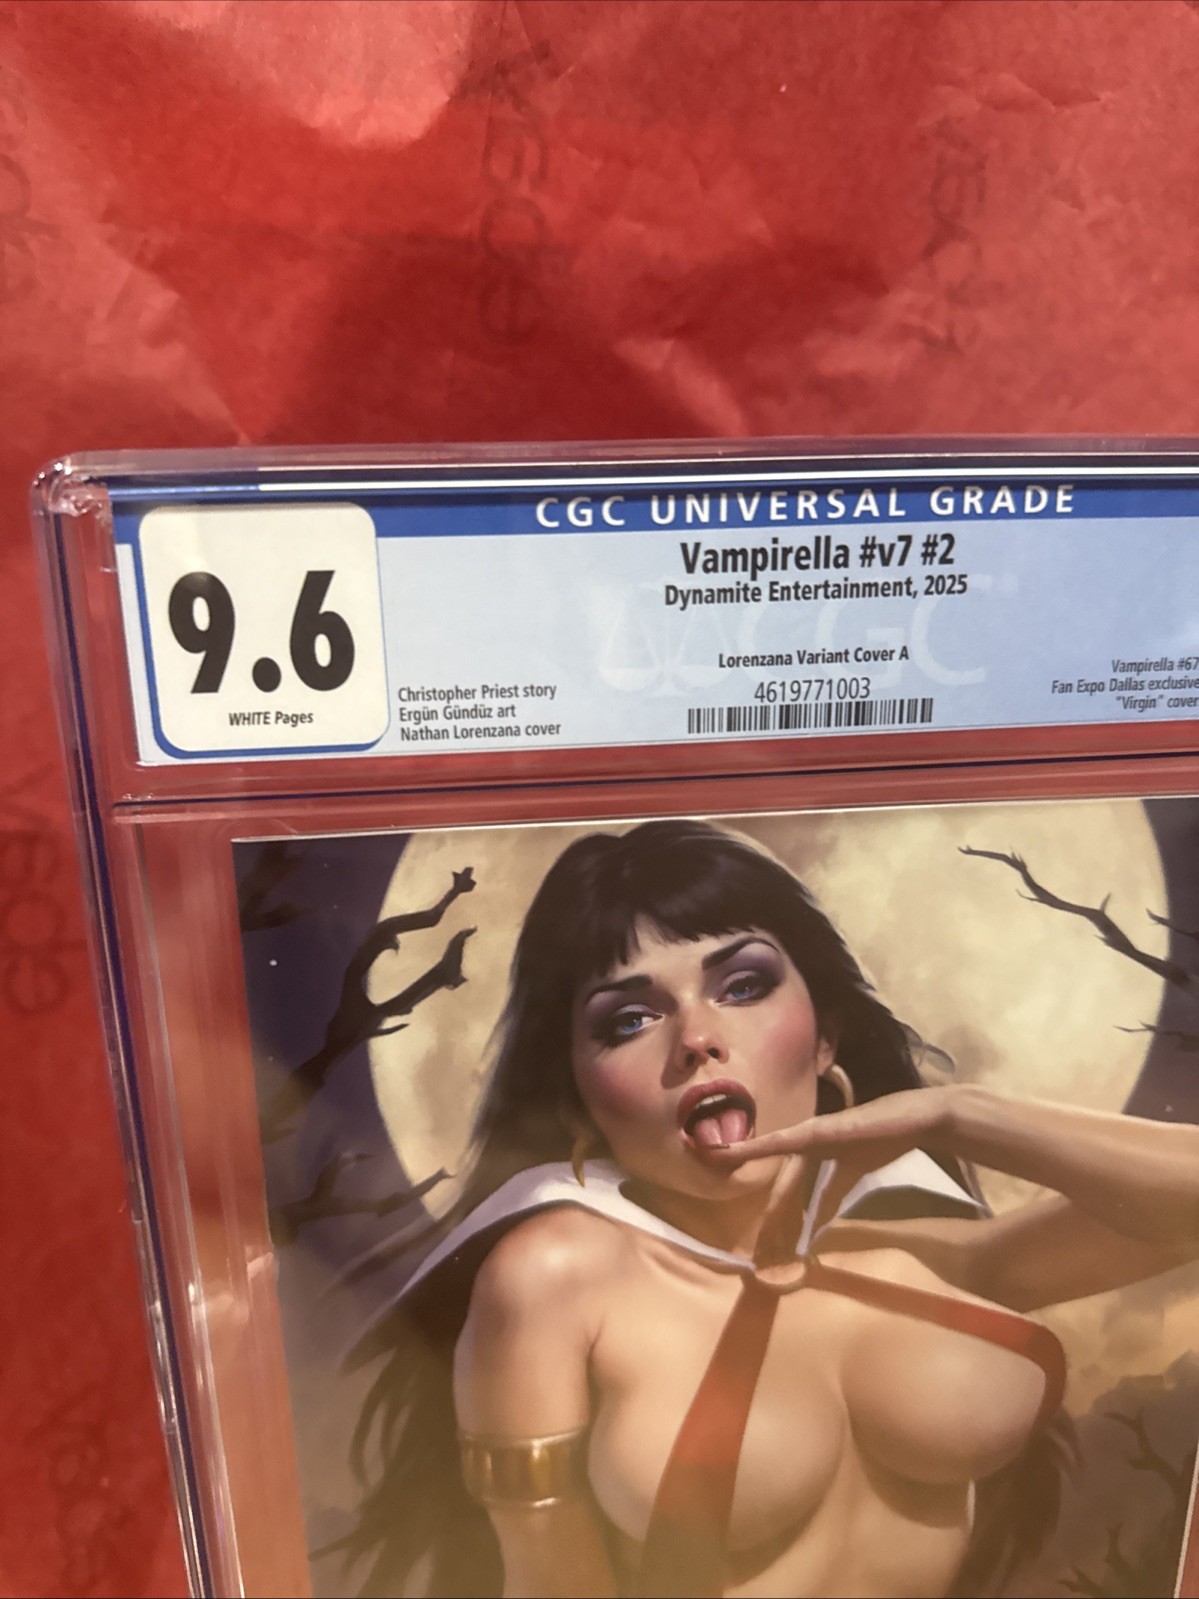 CGC UNIVERSAL GRADE
9.6
WHITE Pages
Vampirella #v7 #2
Dynamite Entertainment, 2025
Lorenzana Variant Cover A
4619771003
Christopher Priest story
Ergün Gündüz art
Nathan Lorenzana cover
Vampirella #67
Fan Expo Dallas exclusive
"Virgin" cover
CGC